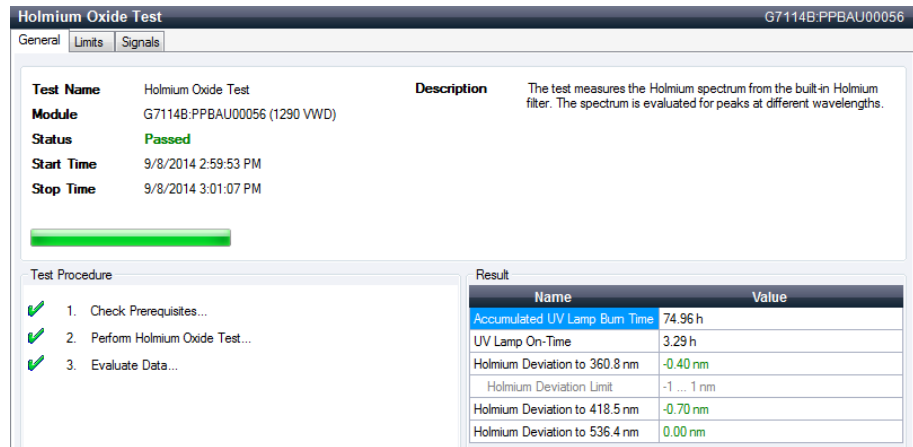 Holmium Oxide Test G7114B:PPBAU00056
General Limits Signals
Test Name Holmium Oxide Test
Module G7114B:PPBAU00056 (1290 VWD)
Status Passed
Start Time 9/8/2014 2:59:53 PM
Stop Time 9/8/2014 3:01:07 PM
Description The test measures the Holmium spectrum from the built-in Holmium
filter. The spectrum is evaluated for peaks at different wavelengths.
Test Procedure
1. Check Prerequisites...
2. Perform Holmium Oxide Test...
3. Evaluate Data...
Result
Name Value
Accumulated UV Lamp Burn Time 74.96 h
UV Lamp On-Time 3.29 h
Holmium Deviation to 360.8 nm -0.40 nm
Holmium Deviation Limit -1 ... 1 nm
Holmium Deviation to 418.5 nm -0.70 nm
Holmium Deviation to 536.4 nm 0.00 nm